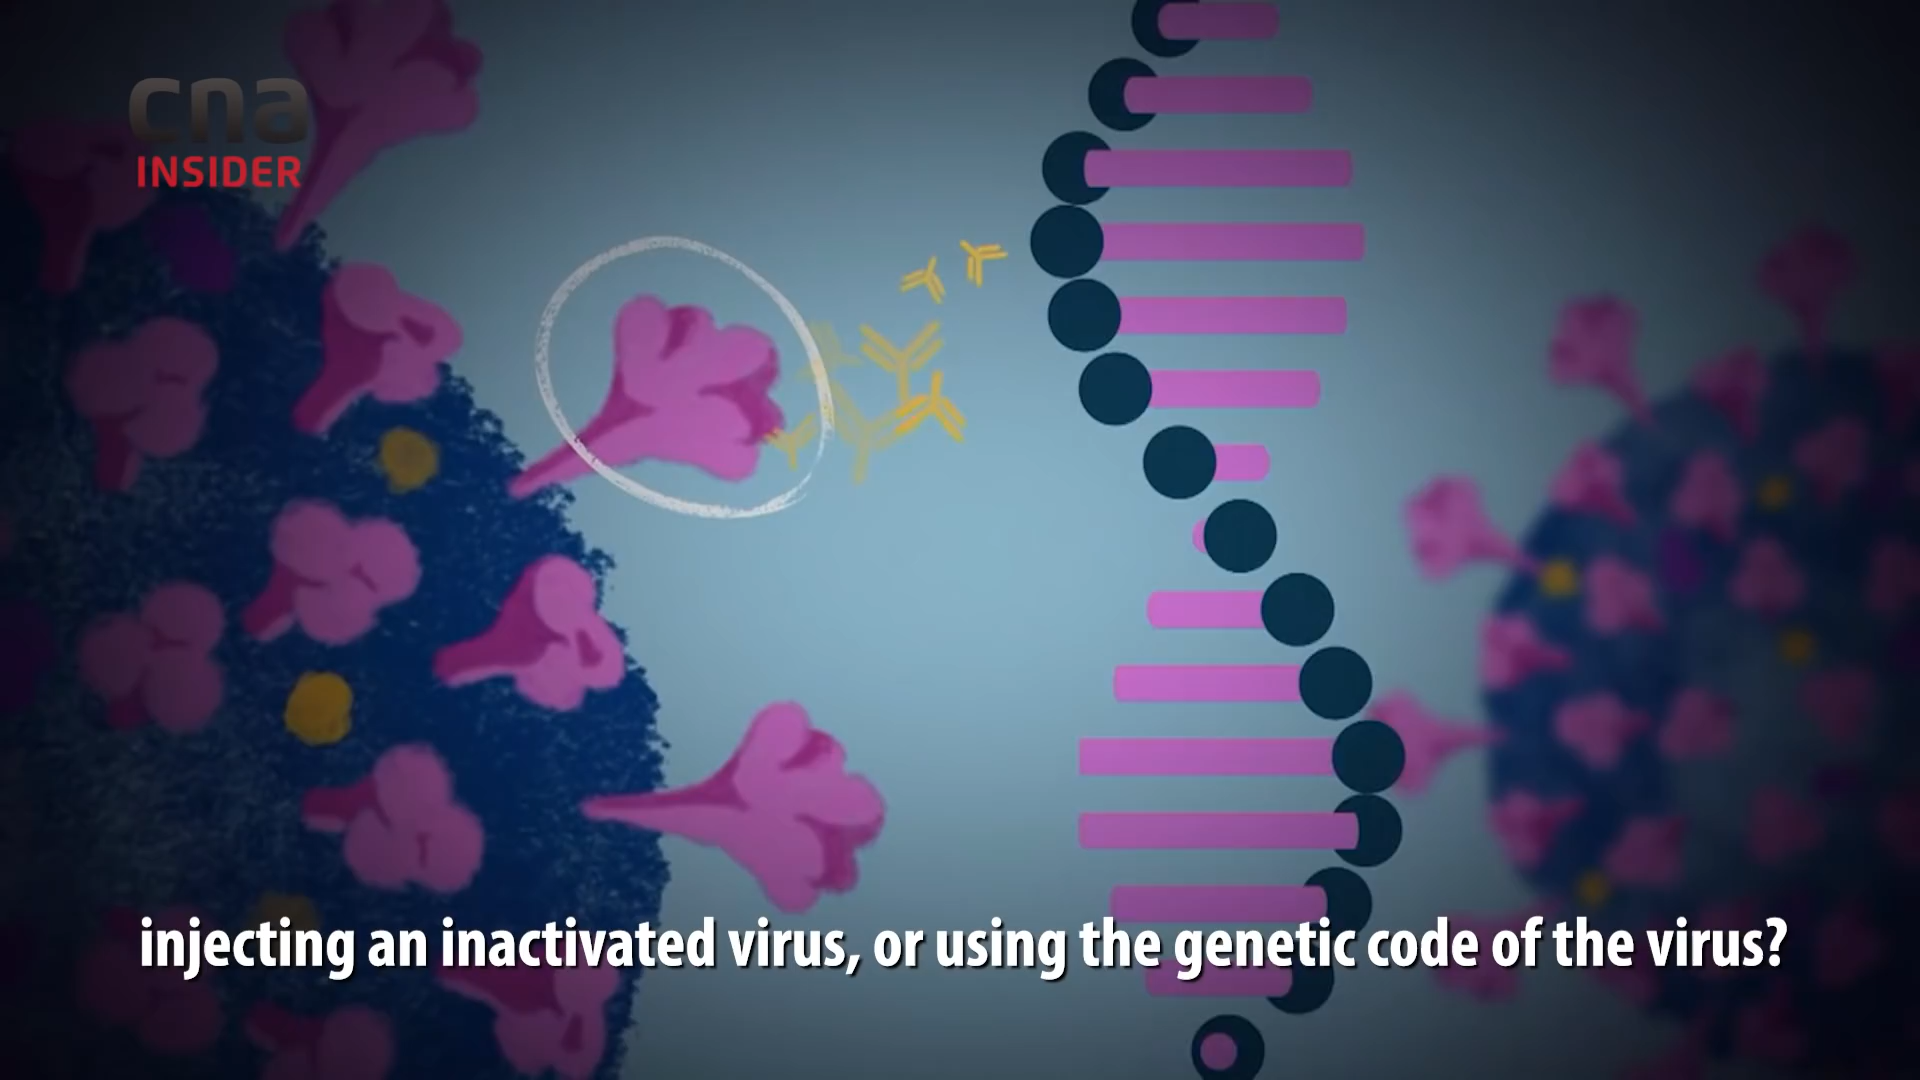 cna
INSIDER
injecting an inactivated virus, or using the genetic code of the virus?